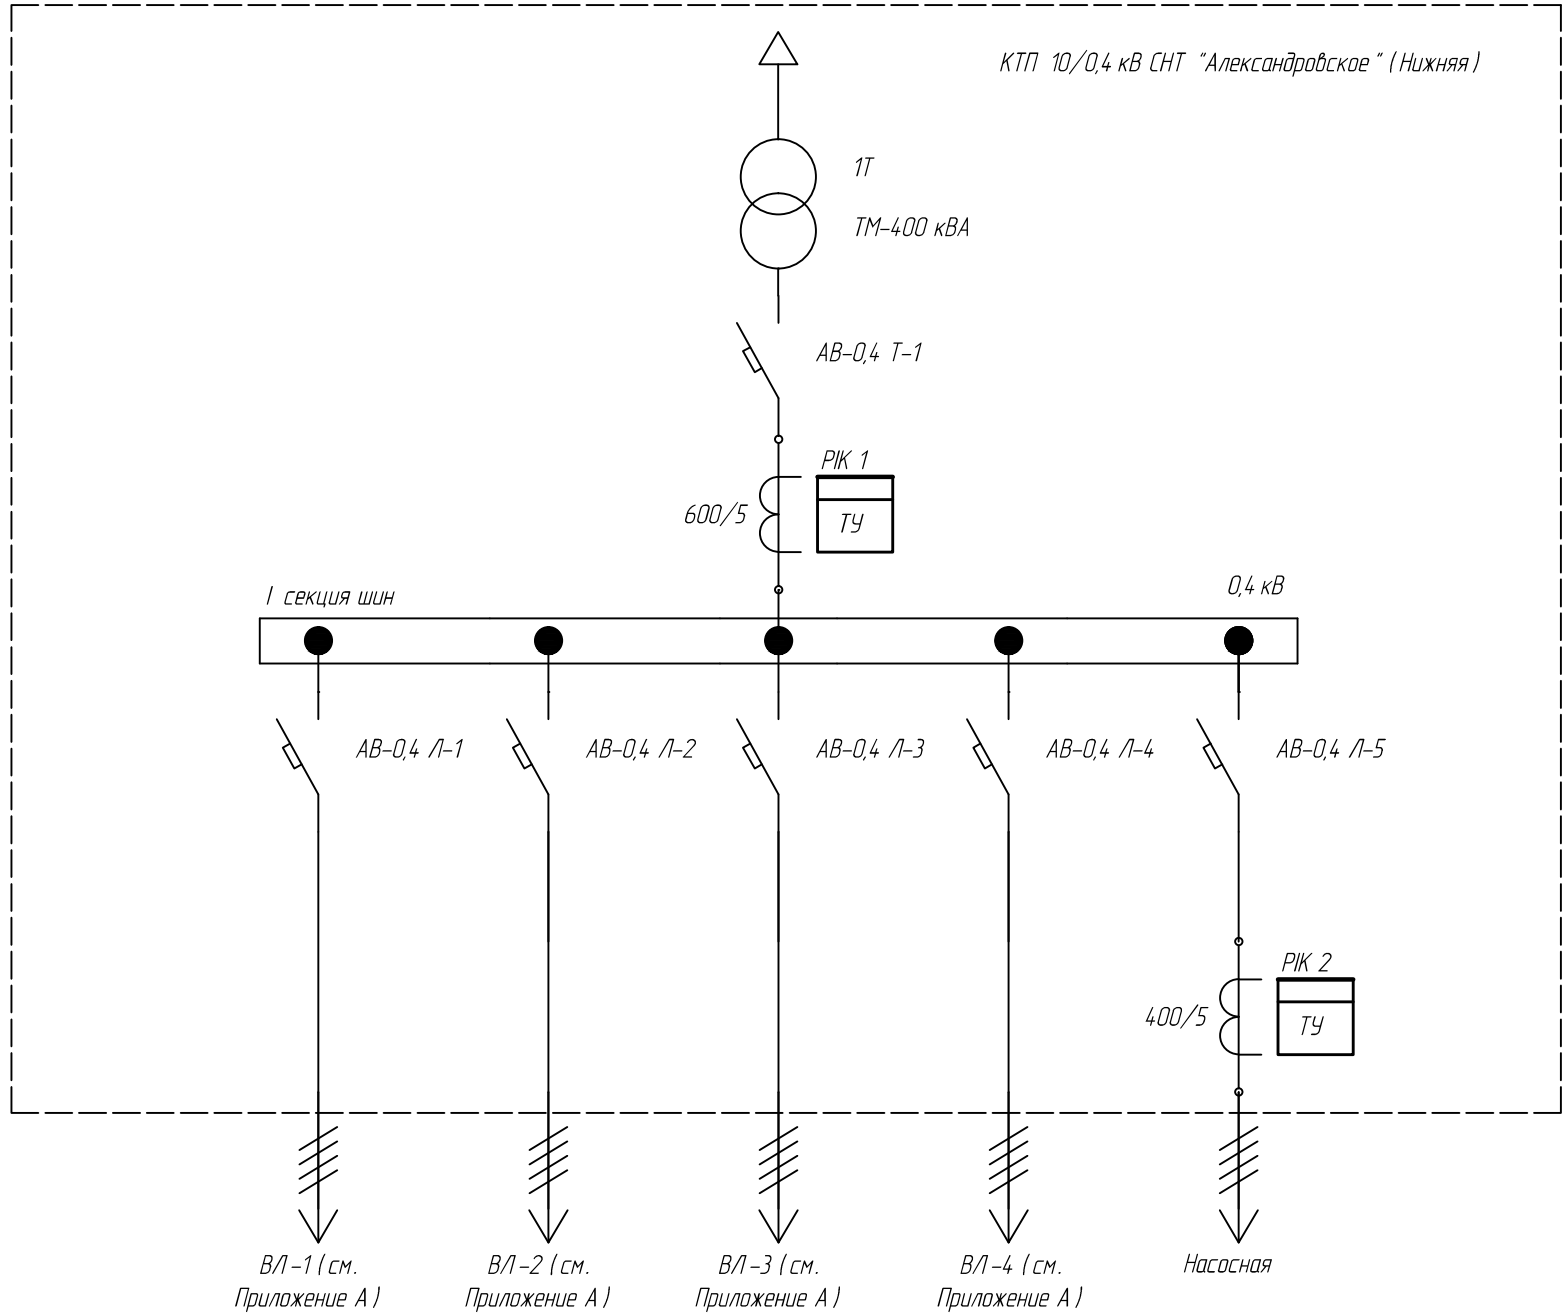 КТП 10/0,4 кВ СНТ "Александровское" (Нижняя)
1Т
ТМ-400 кВА
АВ-0,4 Т-1
PIK 1
600/5
ТУ
I секция шин
0,4 кВ
АВ-0,4 Л-1
АВ-0,4 Л-2
АВ-0,4 Л-3
АВ-0,4 Л-4
АВ-0,4 Л-5
PIK 2
400/5
ТУ
ВЛ-1 (см.
Приложение А)
ВЛ-2 (см.
Приложение А)
ВЛ-3 (см.
Приложение А)
ВЛ-4 (см.
Приложение А)
Насосная